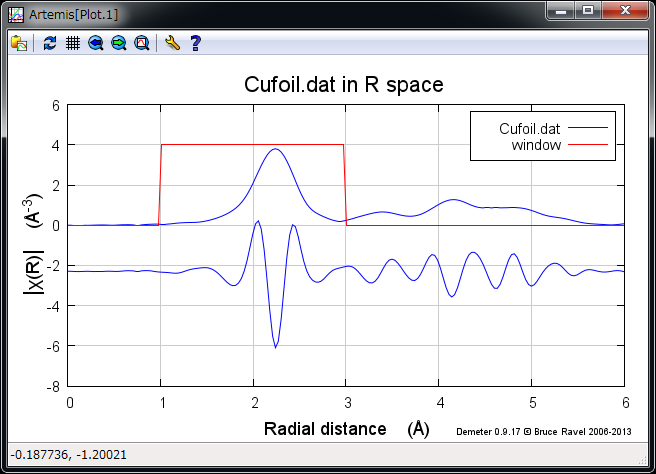 Artemis[Plot.1]
Cufoil.dat in R space
Cufoil.dat
window
|χ(R)| (Å⁻³)
6
4
2
0
-2
-4
-6
-8
0 1 2 3 4 5 6
Radial distance (Å)
Demeter 0.9.17 © Bruce Ravel 2006-2013
-0.187736, -1.20021